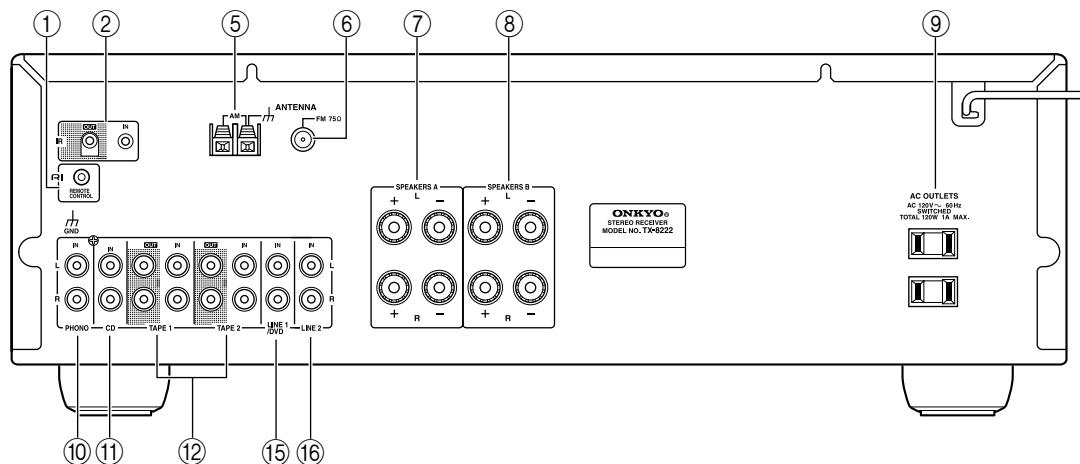 ① ② ⑤ ⑥ ⑦ ⑧ ⑨
ANTENNA
AM
FM 75Ω
OUT IN
IR
RI
REMOTE
CONTROL
GND
SPEAKERS A
L
+ −
+ −
R
SPEAKERS B
L
+ −
+ −
R
ONKYO®
STEREO RECEIVER
MODEL NO. TX-8222
AC OUTLETS
AC 120V～ 60Hz
SWITCHED
TOTAL 120W 1A MAX.
IN IN OUT IN OUT IN IN IN
L L
R R
PHONO CD TAPE 1 TAPE 2 LINE 1
/DVD LINE 2
⑩ ⑪ ⑫ ⑮ ⑯